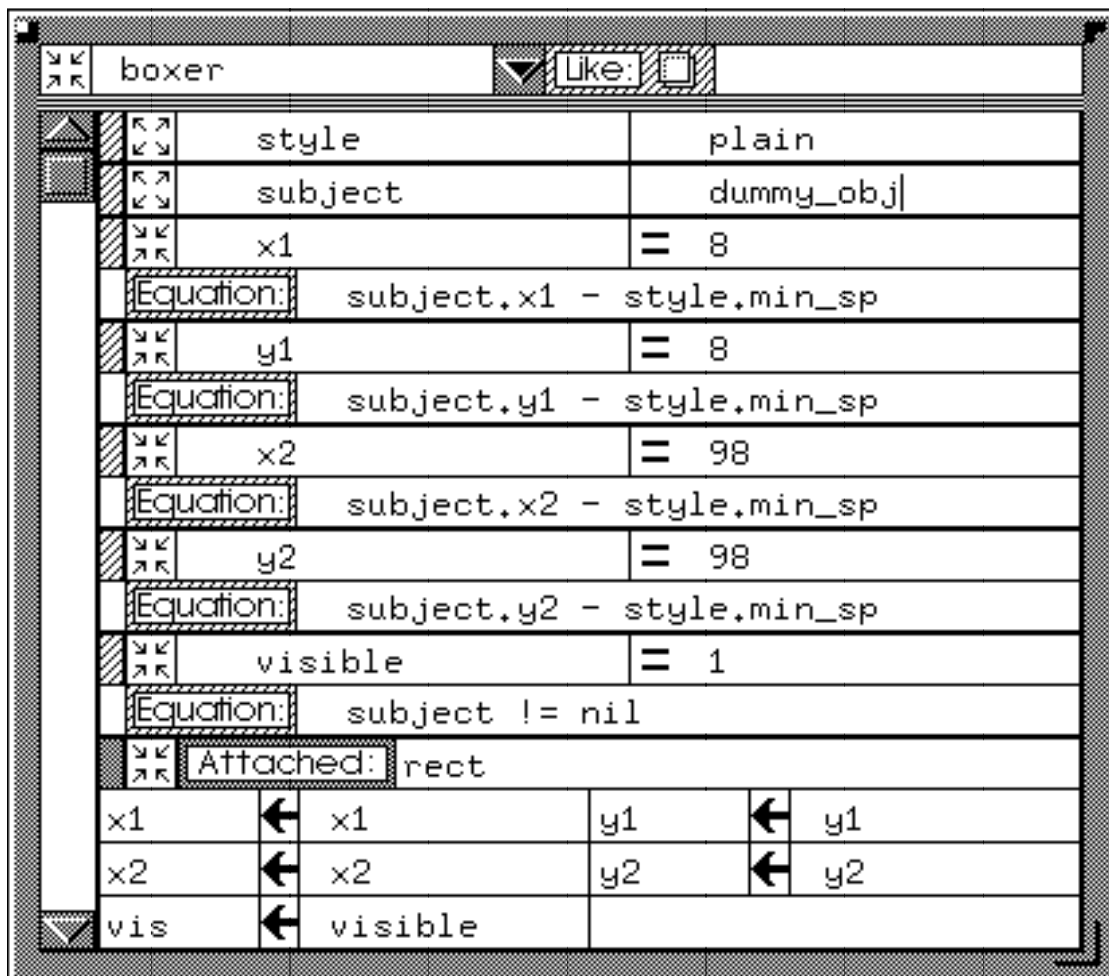 boxer Like:
style plain
subject dummy_obj
x1 = 8
Equation: subject.x1 - style.min_sp
y1 = 8
Equation: subject.y1 - style.min_sp
x2 = 98
Equation: subject.x2 - style.min_sp
y2 = 98
Equation: subject.y2 - style.min_sp
visible = 1
Equation: subject != nil
Attached: rect
x1 ← x1 y1 ← y1
x2 ← x2 y2 ← y2
vis ← visible